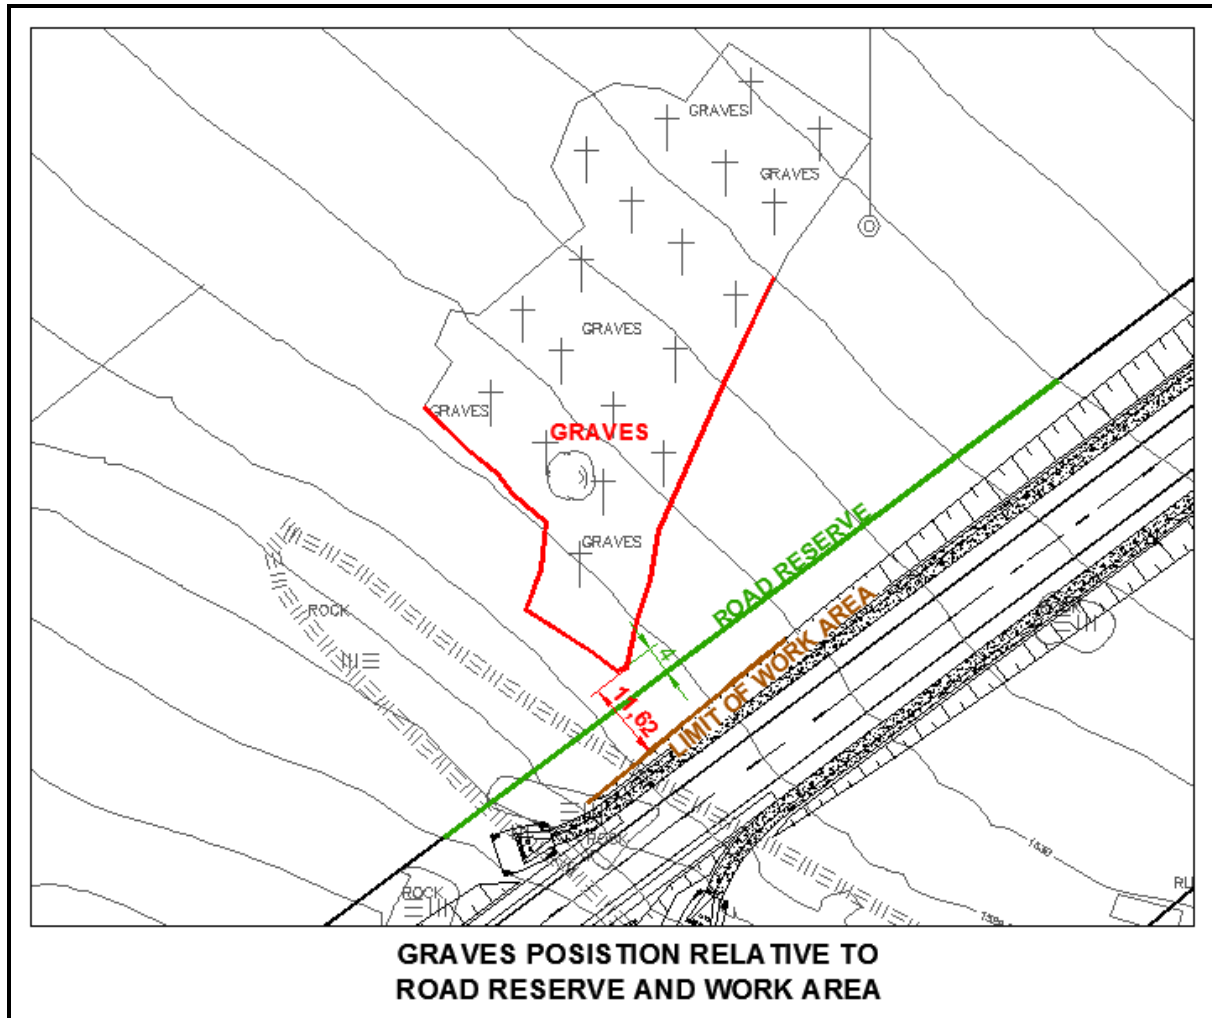 GRAVES
GRAVES
GRAVES
GRAVES
GRAVES
GRAVES
ROAD RESERVE
ROCK
LIMIT OF WORK AREA
4
11,62
1530
ROCK
GRAVES POSISTION RELATIVE TO
ROAD RESERVE AND WORK AREA